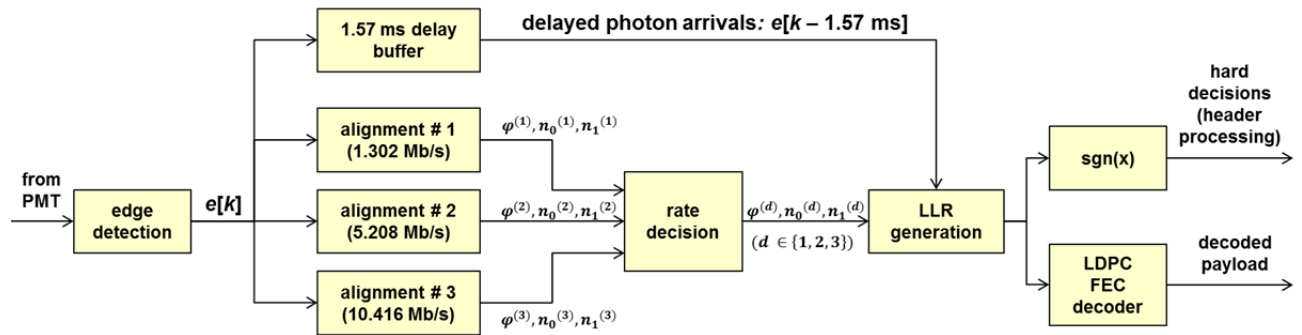 from
PMT
edge
detection
e[k]
1.57 ms delay
buffer
delayed photon arrivals: e[k – 1.57 ms]
alignment # 1
(1.302 Mb/s)
φ⁽¹⁾, n₀⁽¹⁾, n₁⁽¹⁾
alignment # 2
(5.208 Mb/s)
φ⁽²⁾, n₀⁽²⁾, n₁⁽²⁾
alignment # 3
(10.416 Mb/s)
φ⁽³⁾, n₀⁽³⁾, n₁⁽³⁾
rate
decision
φ⁽ᵈ⁾, n₀⁽ᵈ⁾, n₁⁽ᵈ⁾
(d ∈ {1, 2, 3})
LLR
generation
sgn(x)
hard
decisions
(header
processing)
LDPC
FEC
decoder
decoded
payload